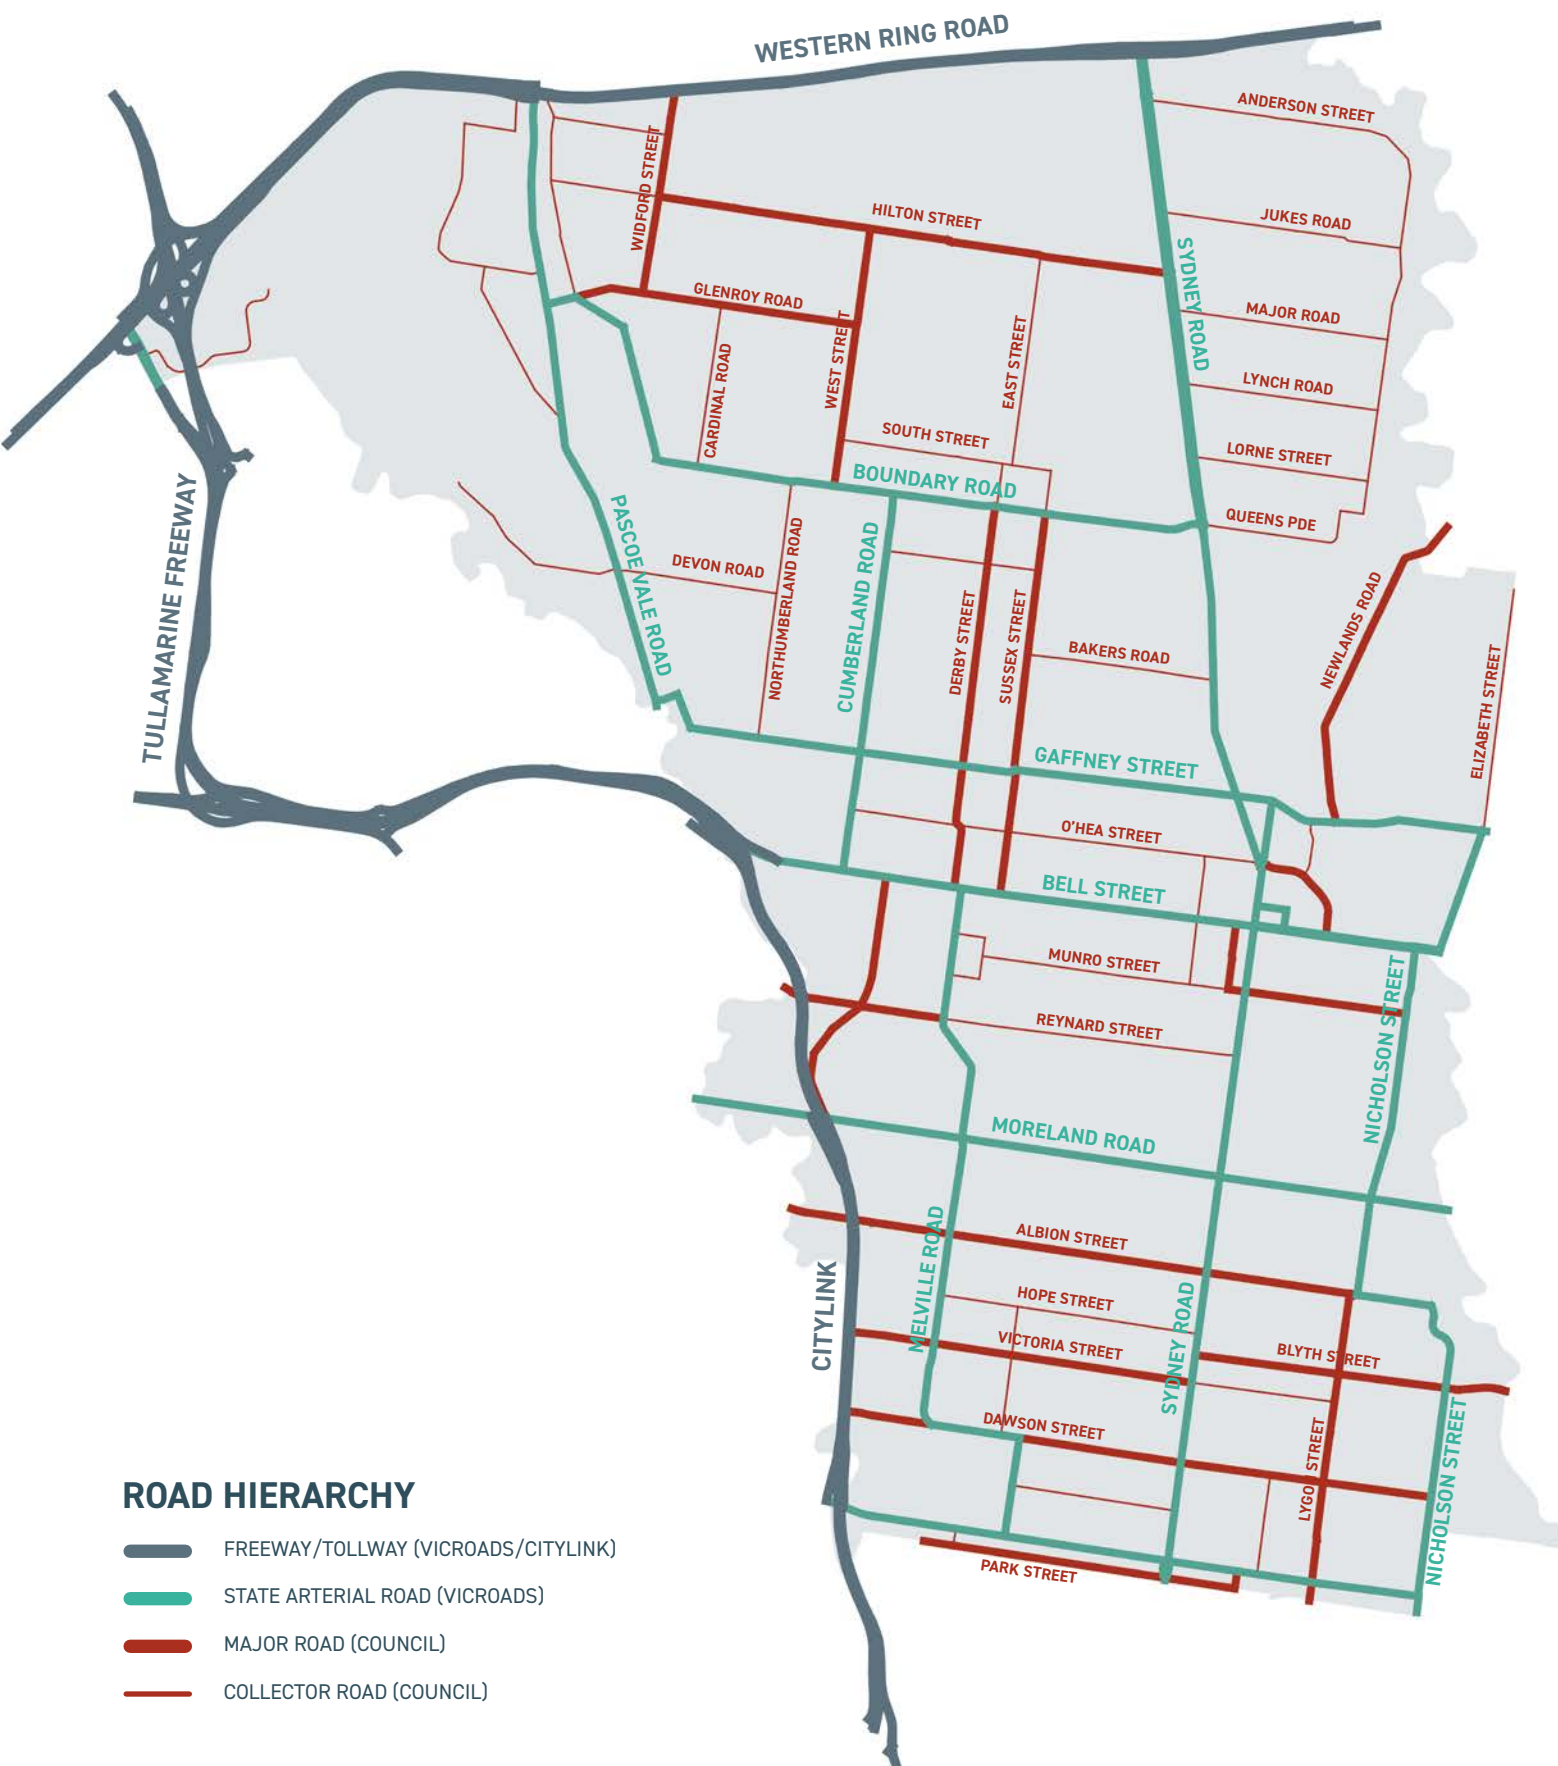 WESTERN RING ROAD
ANDERSON STREET
WIDFORD STREET
HILTON STREET
JUKES ROAD
SYDNEY ROAD
GLENROY ROAD
MAJOR ROAD
WEST STREET
EAST STREET
CARDINAL ROAD
LYNCH ROAD
SOUTH STREET
LORNE STREET
BOUNDARY ROAD
QUEENS PDE
TULLAMARINE FREEWAY
PASCOE VALE ROAD
DEVON ROAD
NORTHUMBERLAND ROAD
CUMBERLAND ROAD
DERBY STREET
SUSSEX STREET
BAKERS ROAD
NEWLANDS ROAD
ELIZABETH STREET
GAFFNEY STREET
O'HEA STREET
BELL STREET
MUNRO STREET
REYNARD STREET
NICHOLSON STREET
MORELAND ROAD
ALBION STREET
MELVILLE ROAD
CITYLINK
HOPE STREET
VICTORIA STREET
SYDNEY ROAD
BLYTH STREET
DAWSON STREET
LYGON STREET
NICHOLSON STREET
PARK STREET
ROAD HIERARCHY
FREEWAY/TOLLWAY (VICROADS/CITYLINK)
STATE ARTERIAL ROAD (VICROADS)
MAJOR ROAD (COUNCIL)
COLLECTOR ROAD (COUNCIL)